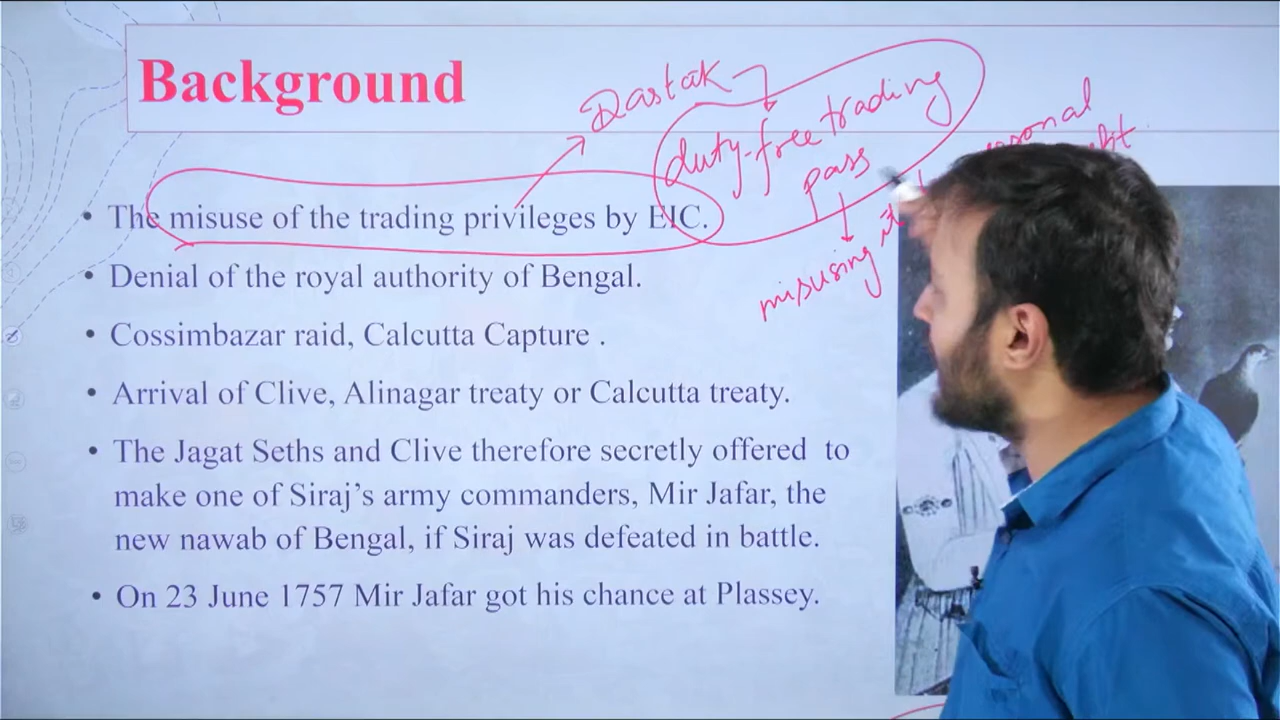 Background
Dastak
duty-free trading
pass
misusing it
• The misuse of the trading privileges by EIC.
• Denial of the royal authority of Bengal.
• Cossimbazar raid, Calcutta Capture .
• Arrival of Clive, Alinagar treaty or Calcutta treaty.
• The Jagat Seths and Clive therefore secretly offered to
make one of Siraj's army commanders, Mir Jafar, the
new nawab of Bengal, if Siraj was defeated in battle.
• On 23 June 1757 Mir Jafar got his chance at Plassey.